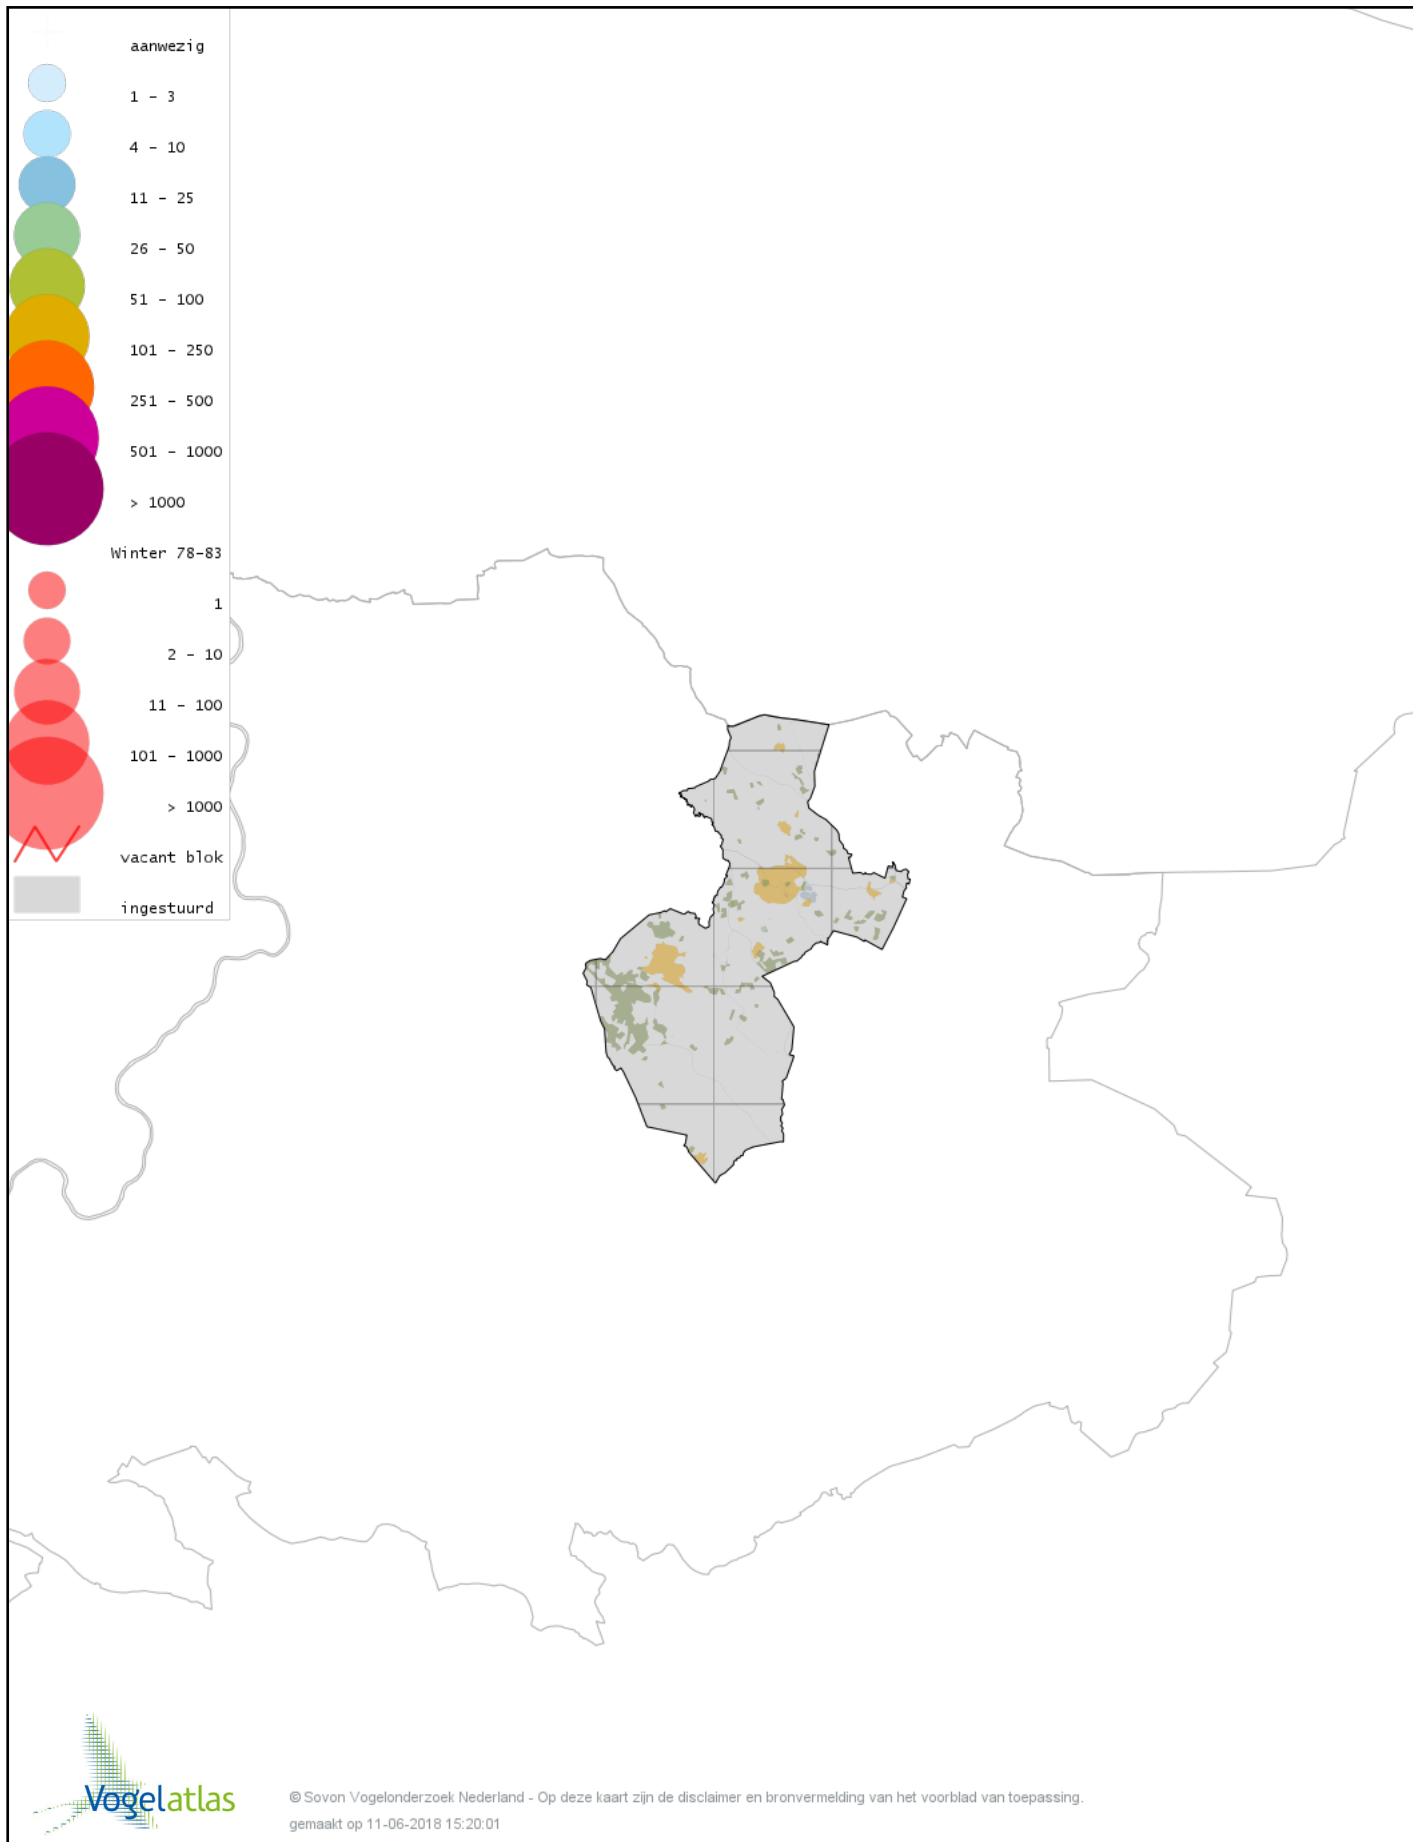 aanwezig
1 - 3
4 - 10
11 - 25
26 - 50
51 - 100
101 - 250
251 - 500
501 - 1000
> 1000
Winter 78-83
1
2 - 10
11 - 100
101 - 1000
> 1000
vacant blok
ingestuurd
Vogelatlas
© Sovon Vogelonderzoek Nederland - Op deze kaart zijn de disclaimer en bronvermelding van het voorblad van toepassing.
gemaakt op 11-06-2018 15:20:01